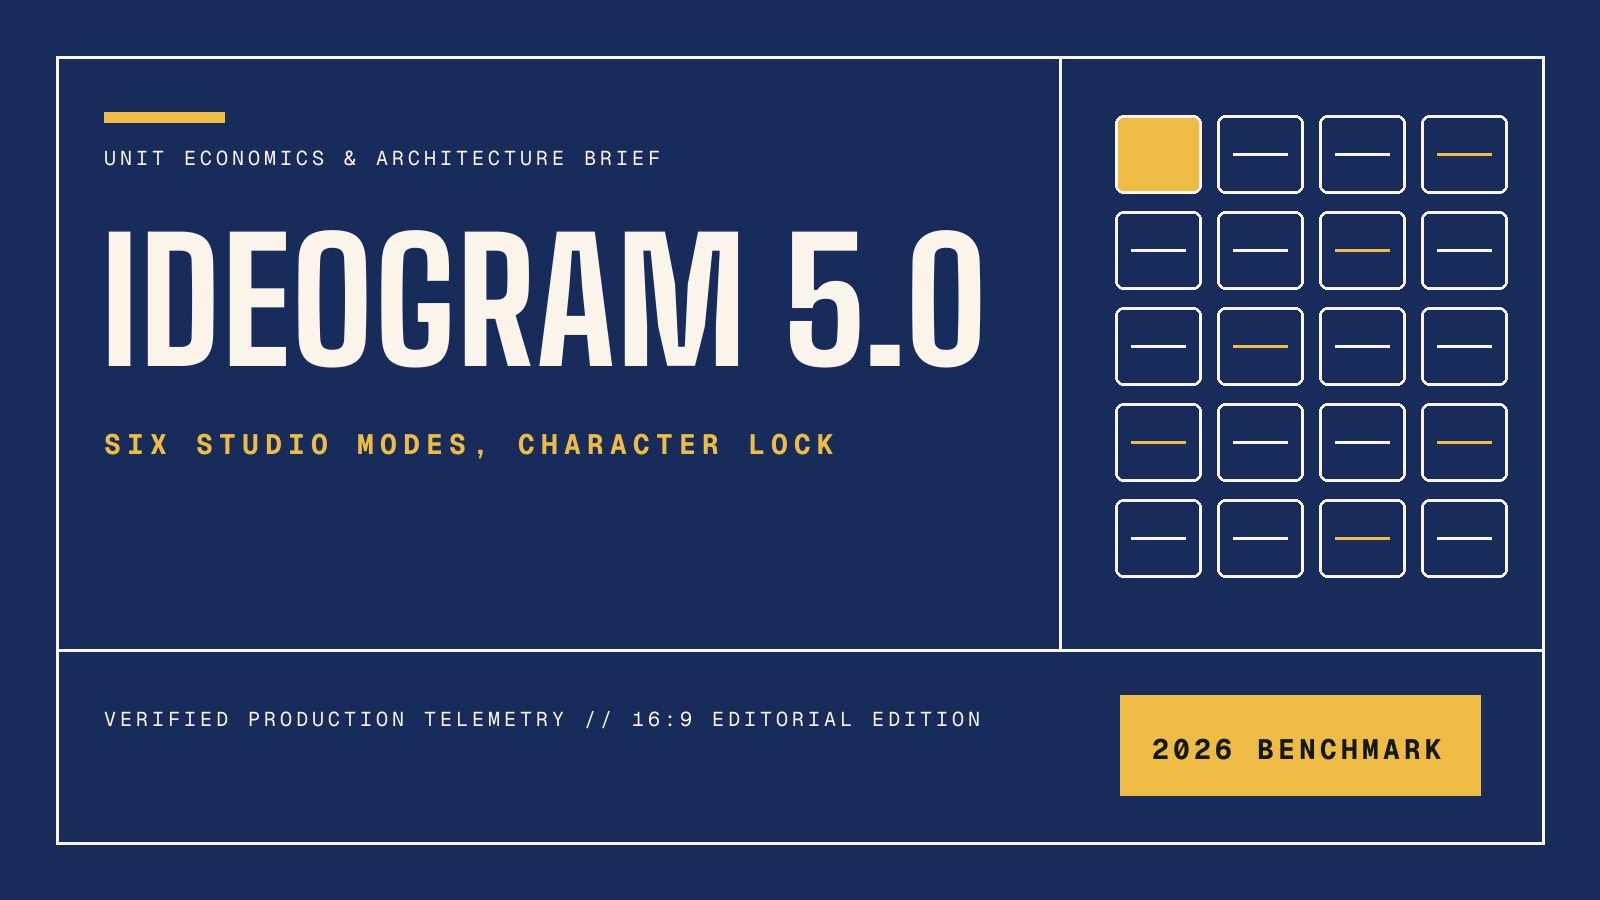 UNIT ECONOMICS & ARCHITECTURE BRIEF
IDEOGRAM 5.0
SIX STUDIO MODES, CHARACTER LOCK
VERIFIED PRODUCTION TELEMETRY // 16:9 EDITORIAL EDITION
2026 BENCHMARK